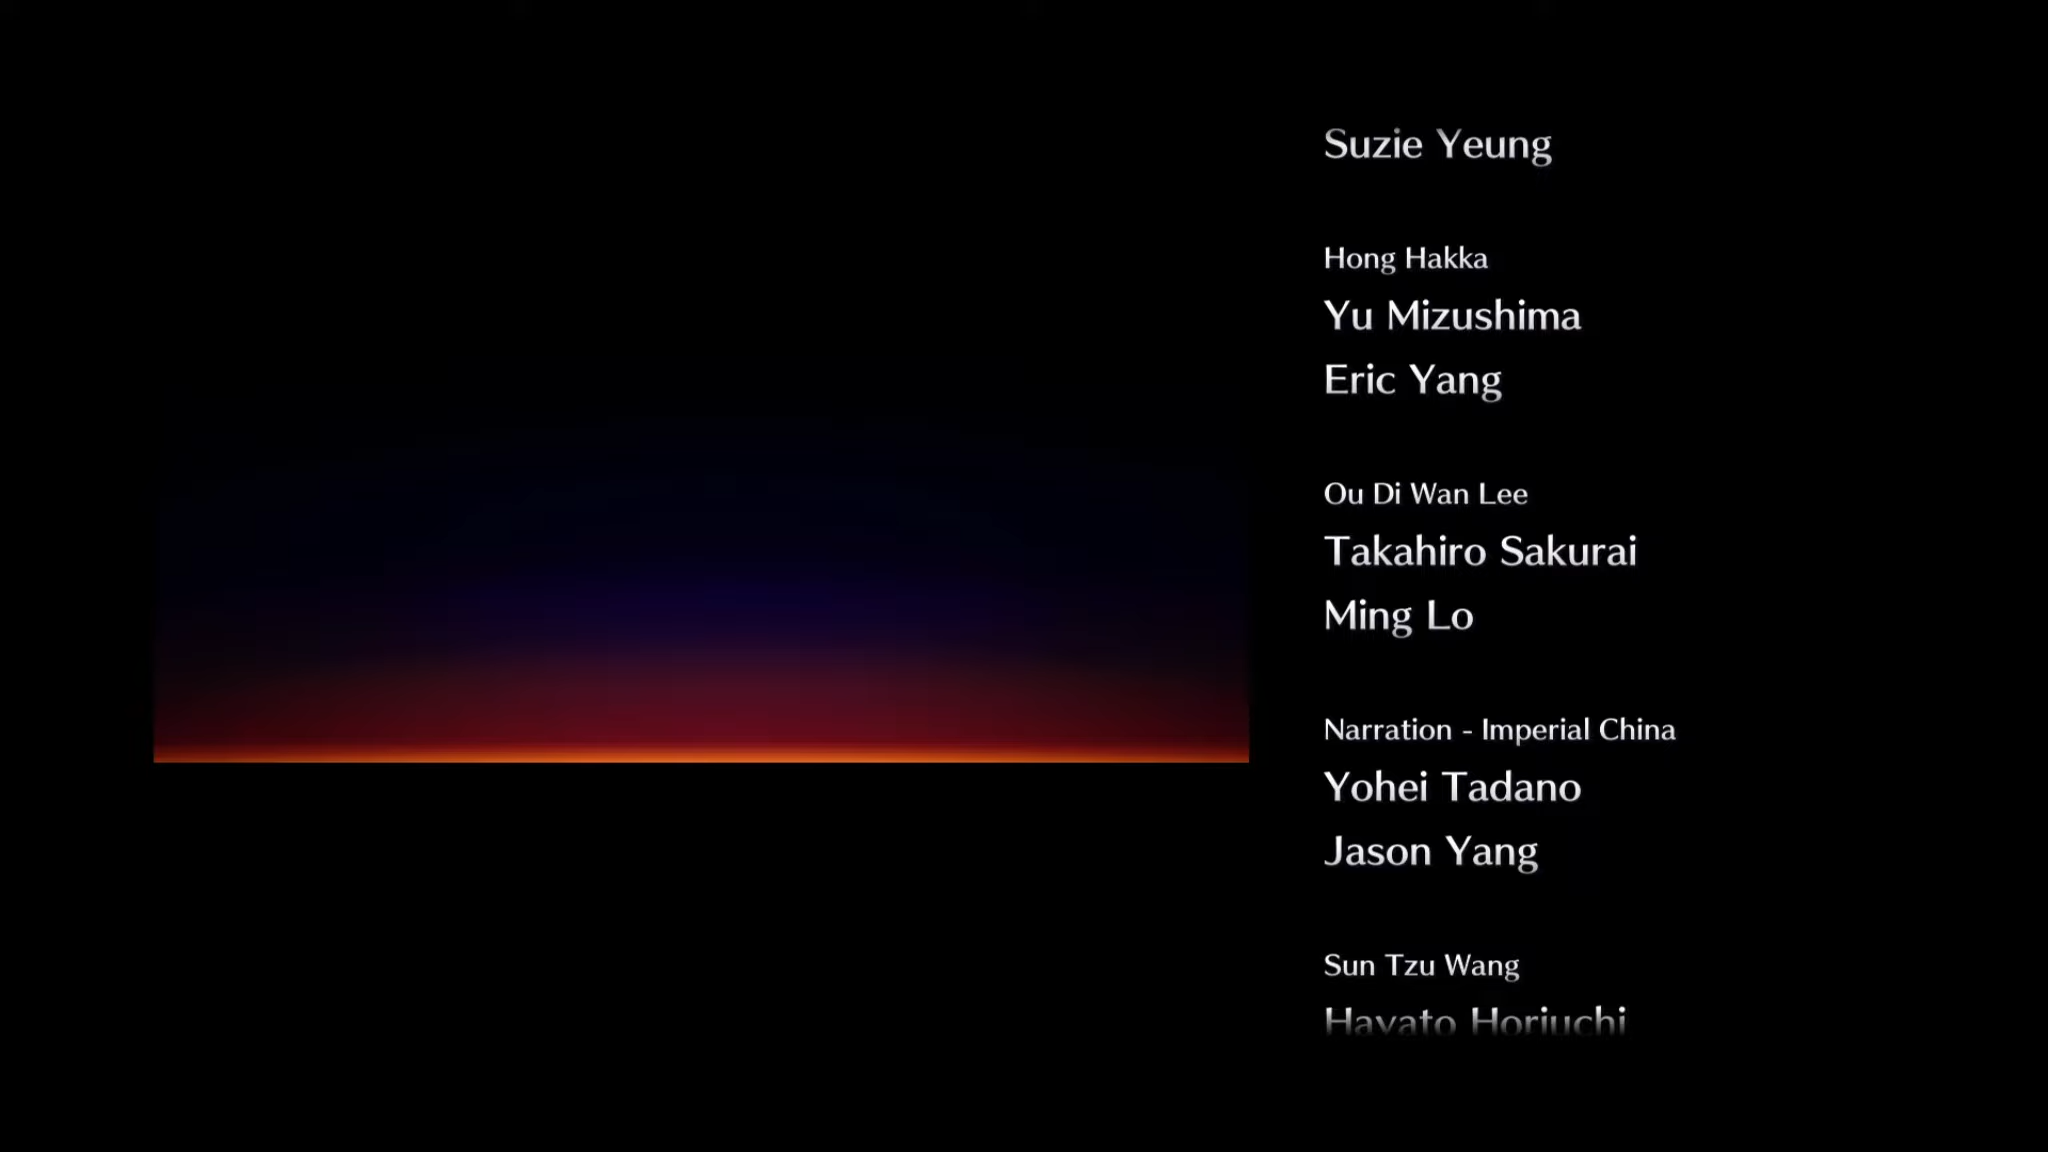 Suzie Yeung
Hong Hakka
Yu Mizushima
Eric Yang
Ou Di Wan Lee
Takahiro Sakurai
Ming Lo
Narration - Imperial China
Yohei Tadano
Jason Yang
Sun Tzu Wang
Hayato Horiuchi